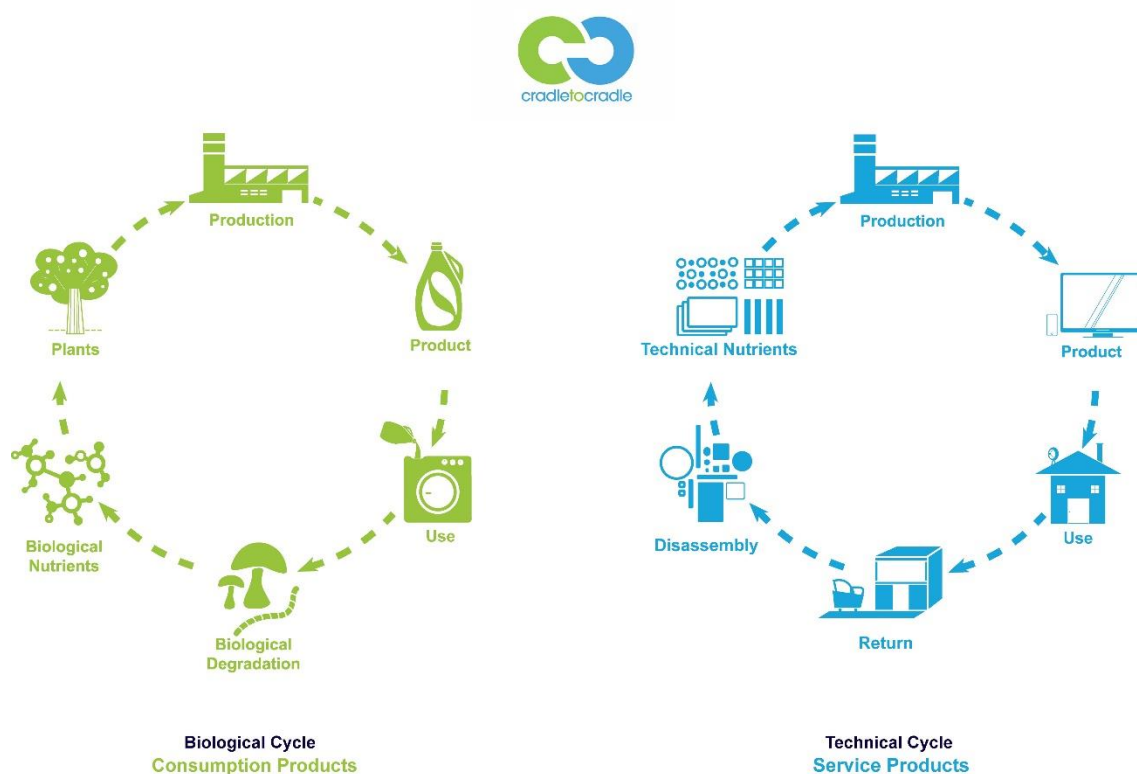 cradletocradle
Production
Product
Use
Biological
Degradation
Biological
Nutrients
Plants
Biological Cycle
Consumption Products
Production
Product
Use
Return
Disassembly
Technical Nutrients
Technical Cycle
Service Products